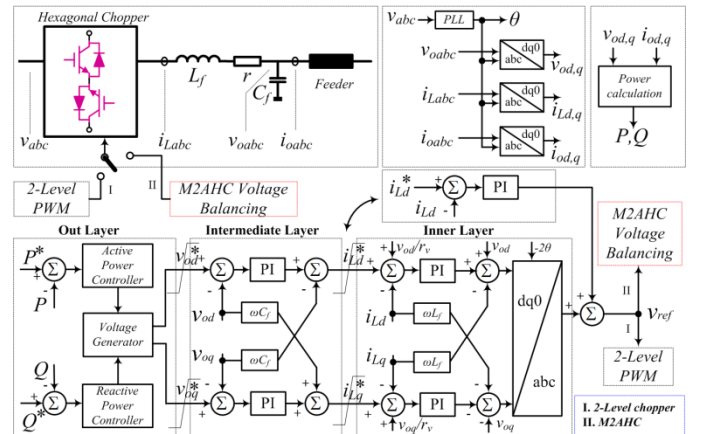 Hexagonal Chopper
L_f
r
C_f
Feeder
v_abc
i_Labc
v_oabc
i_oabc
I
II
2-Level
PWM
M2AHC Voltage
Balancing
v_abc
PLL
θ
v_oabc
dq0
abc
v_od,q
i_Labc
dq0
abc
i_Ld,q
i_oabc
dq0
abc
i_od,q
v_od,q
i_od,q
Power
calculation
P,Q
i_Ld*
+
Σ
PI
i_Ld
-
M2AHC
Voltage
Balancing
Out Layer
Intermediate Layer
Inner Layer
P*
+
Σ
-
P
Active
Power
Controller
Voltage
Generator
Reactive
Power
Controller
Q
-
Σ
+
Q*
v_od*
+
Σ
PI
+
Σ
-
-
v_od
ωC_f
v_oq
ωC_f
-
v_oq*
+
Σ
PI
+
Σ
+
i_Ld*
+
v_od/r_v
+
Σ
PI
+
v_od
Σ
-
-
i_Ld
ωL_f
i_Lq
ωL_f
-
-
i_Lq*
+
Σ
PI
+
Σ
+
v_oq/r_v
-
v_oq
-2θ
dq0
abc
+
+
Σ
II
v_ref
I
2-Level
PWM
I. 2-Level chopper
II. M2AHC